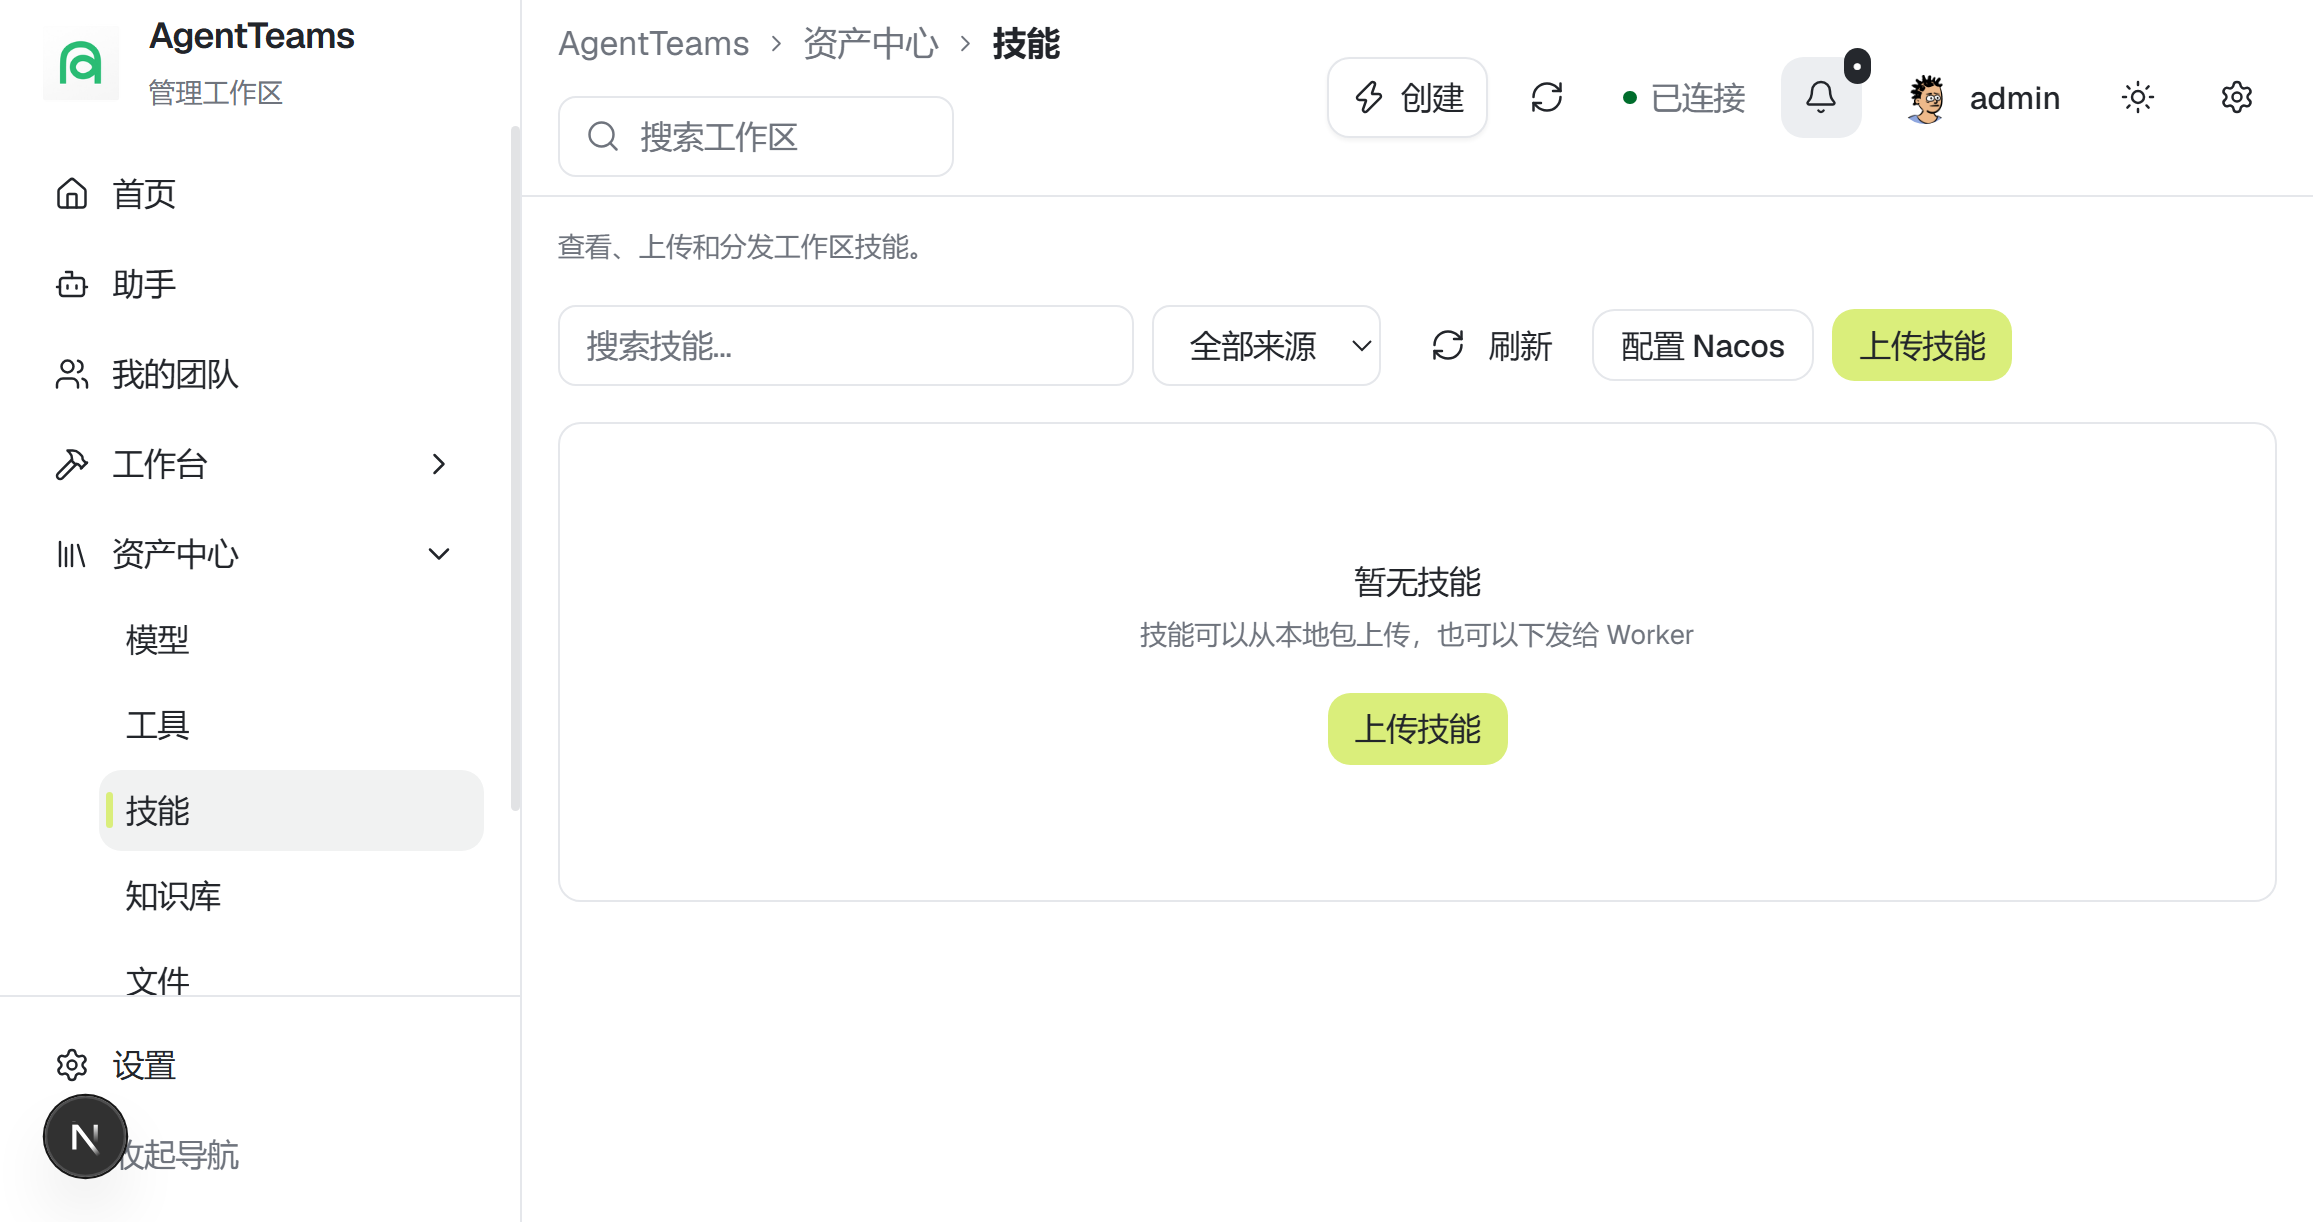 AgentTeams
管理工作区
首页
助手
我的团队
工作台
资产中心
模型
工具
技能
知识库
文件
设置
收起导航
AgentTeams > 资产中心 > 技能
搜索工作区
创建
已连接
admin
查看、上传和分发工作区技能。
搜索技能...
全部来源
刷新
配置 Nacos
上传技能
暂无技能
技能可以从本地包上传，也可以下发给 Worker
上传技能